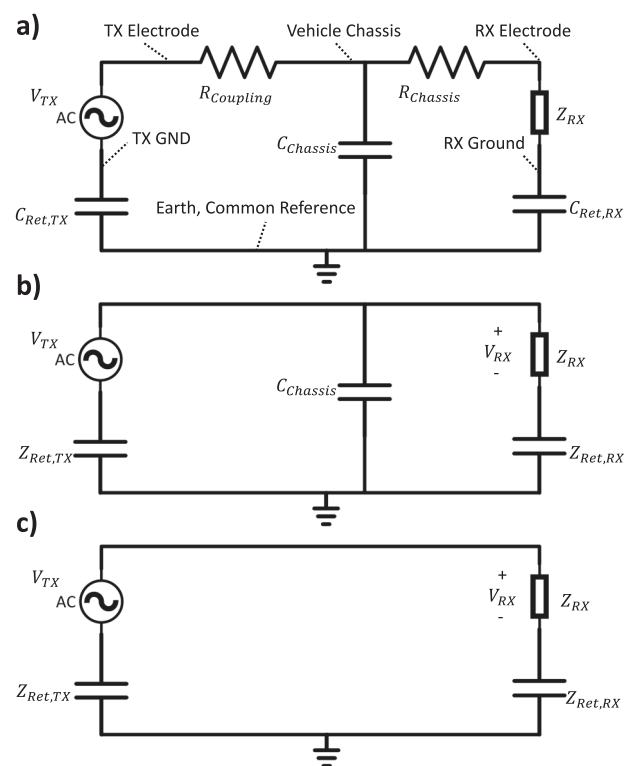 a)
TX Electrode Vehicle Chassis RX Electrode
R_Coupling R_Chassis
V_TX
AC
Z_RX
TX GND
C_Chassis
RX Ground
C_Ret,TX
Earth, Common Reference
C_Ret,RX
b)
V_TX
AC
+
V_RX
-
Z_RX
C_Chassis
Z_Ret,TX
Z_Ret,RX
c)
V_TX
AC
+
V_RX
-
Z_RX
Z_Ret,TX
Z_Ret,RX